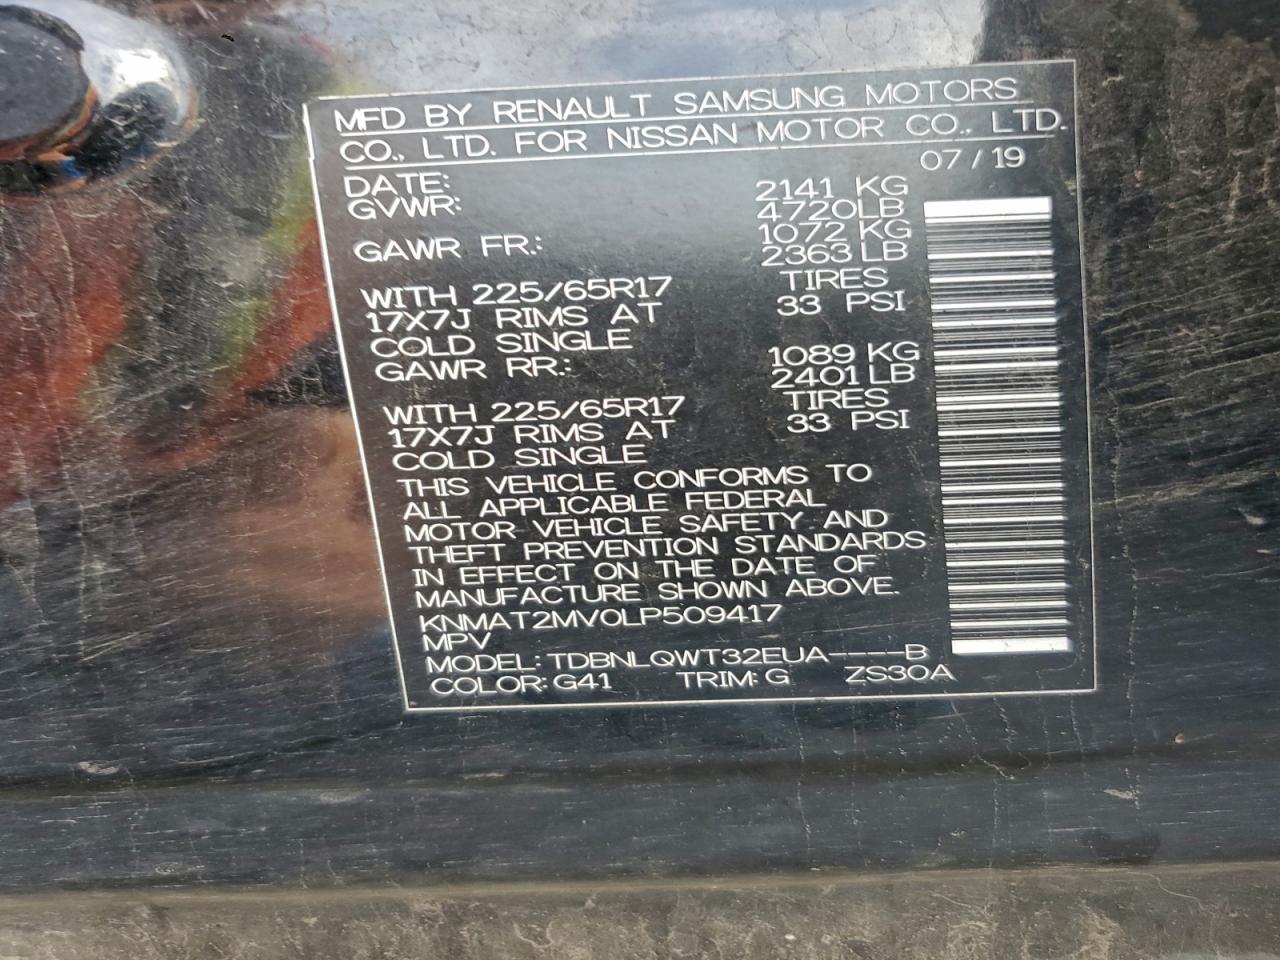 MFD BY RENAULT SAMSUNG MOTORS
CO., LTD. FOR NISSAN MOTOR CO., LTD.
DATE: 07/19
GVWR: 2141 KG
4720LB
GAWR FR.: 1072 KG
2363LB
WITH 225/65R17 TIRES
17X7J RIMS AT 33 PSI
COLD SINGLE
GAWR RR.: 1089 KG
2401LB
WITH 225/65R17 TIRES
17X7J RIMS AT 33 PSI
COLD SINGLE
THIS VEHICLE CONFORMS TO
ALL APPLICABLE FEDERAL
MOTOR VEHICLE SAFETY AND
THEFT PREVENTION STANDARDS
IN EFFECT ON THE DATE OF
MANUFACTURE SHOWN ABOVE.
KNMAT2MV0LP509417
MPV
MODEL: TDBNLQWT32EUA----B
COLOR: G41 TRIM: G ZS30A